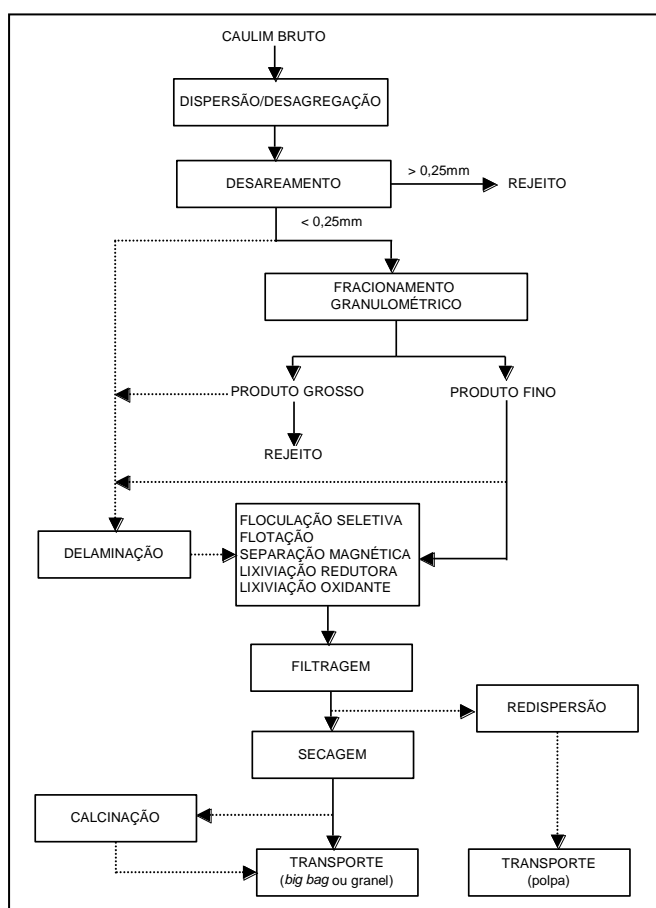 CAULIM BRUTO
DISPERSÃO/DESAGREGAÇÃO
DESAREAMENTO
> 0,25mm
REJEITO
< 0,25mm
FRACIONAMENTO
GRANULOMÉTRICO
PRODUTO GROSSO
PRODUTO FINO
REJEITO
FLOCULAÇÃO SELETIVA
FLOTAÇÃO
SEPARAÇÃO MAGNÉTICA
LIXIVIAÇÃO REDUTORA
LIXIVIAÇÃO OXIDANTE
DELAMINAÇÃO
FILTRAGEM
REDISPERSÃO
SECAGEM
CALCINAÇÃO
TRANSPORTE
(big bag ou granel)
TRANSPORTE
(polpa)